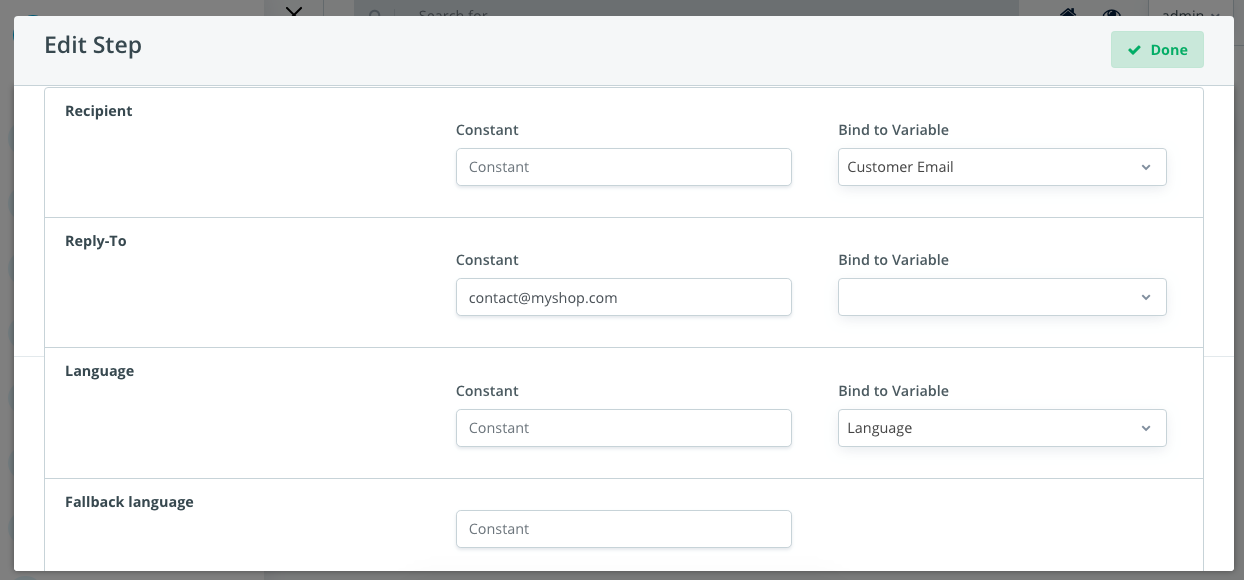 Search for
admin
Edit Step
Done
Recipient
Constant
Bind to Variable
Constant
Customer Email
Reply-To
Constant
Bind to Variable
contact@myshop.com
Language
Constant
Bind to Variable
Constant
Language
Fallback language
Constant